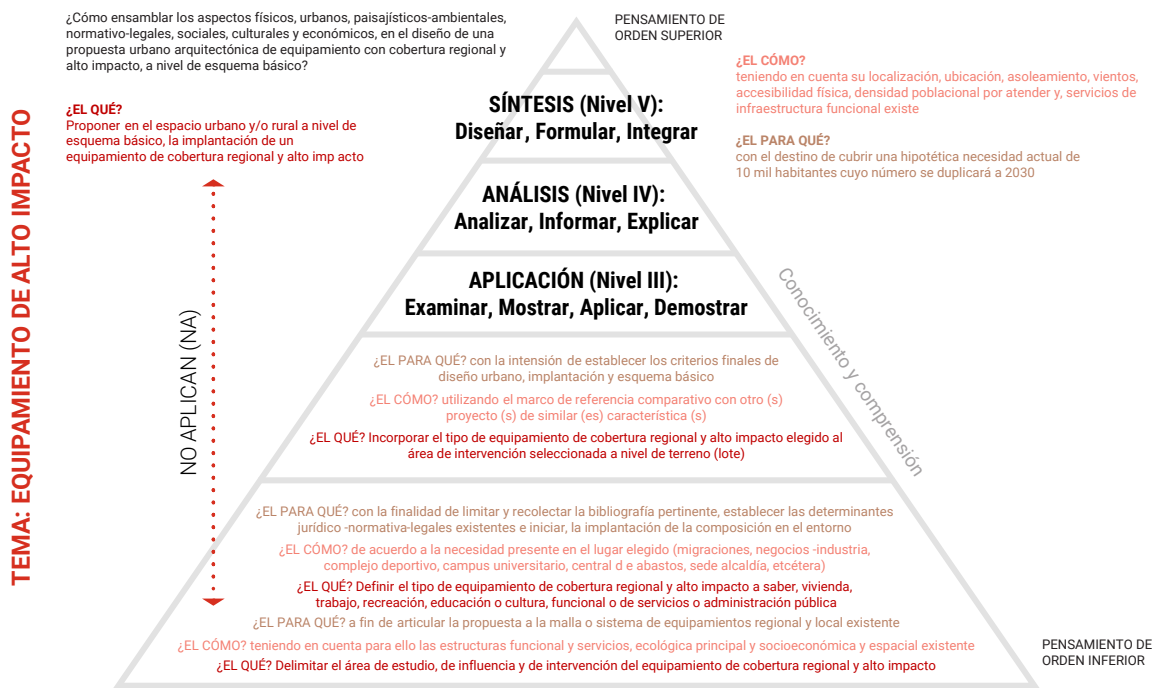 ¿Cómo ensamblar los aspectos físicos, urbanos, paisajísticos-ambientales,
normativo-legales, sociales, culturales y económicos, en el diseño de una
propuesta urbano arquitectónica de equipamiento con cobertura regional y
alto impacto, a nivel de esquema básico?
PENSAMIENTO DE
ORDEN SUPERIOR
¿EL QUÉ?
Proponer en el espacio urbano y/o rural a nivel de
esquema básico, la implantación de un
equipamiento de cobertura regional y alto imp acto
¿EL CÓMO?
teniendo en cuenta su localización, ubicación, asoleamiento, vientos,
accesibilidad física, densidad poblacional por atender y, servicios de
infraestructura funcional existe
¿EL PARA QUÉ?
con el destino de cubrir una hipotética necesidad actual de
10 mil habitantes cuyo número se duplicará a 2030
TEMA: EQUIPAMIENTO DE ALTO IMPACTO
NO APLICAN (NA)
SÍNTESIS (Nivel V):
Diseñar, Formular, Integrar
ANÁLISIS (Nivel IV):
Analizar, Informar, Explicar
APLICACIÓN (Nivel III):
Examinar, Mostrar, Aplicar, Demostrar
Conocimiento y comprensión
¿EL PARA QUÉ? con la intensión de establecer los criterios finales de
diseño urbano, implantación y esquema básico
¿EL CÓMO? utilizando el marco de referencia comparativo con otro (s)
proyecto (s) de similar (es) característica (s)
¿EL QUÉ? Incorporar el tipo de equipamiento de cobertura regional y alto impacto elegido al
área de intervención seleccionada a nivel de terreno (lote)
¿EL PARA QUÉ? con la finalidad de limitar y recolectar la bibliografía pertinente, establecer las determinantes
jurídico -normativa-legales existentes e iniciar, la implantación de la composición en el entorno
¿EL CÓMO? de acuerdo a la necesidad presente en el lugar elegido (migraciones, negocios -industria,
complejo deportivo, campus universitario, central d e abastos, sede alcaldía, etcétera)
¿EL QUÉ? Definir el tipo de equipamiento de cobertura regional y alto impacto a saber, vivienda,
trabajo, recreación, educación o cultura, funcional o de servicios o administración pública
¿EL PARA QUÉ? a fin de articular la propuesta a la malla o sistema de equipamientos regional y local existente
¿EL CÓMO? teniendo en cuenta para ello las estructuras funcional y servicios, ecológica principal y socioeconómica y espacial existente
¿EL QUÉ? Delimitar el área de estudio, de influencia y de intervención del equipamiento de cobertura regional y alto impacto
PENSAMIENTO DE
ORDEN INFERIOR